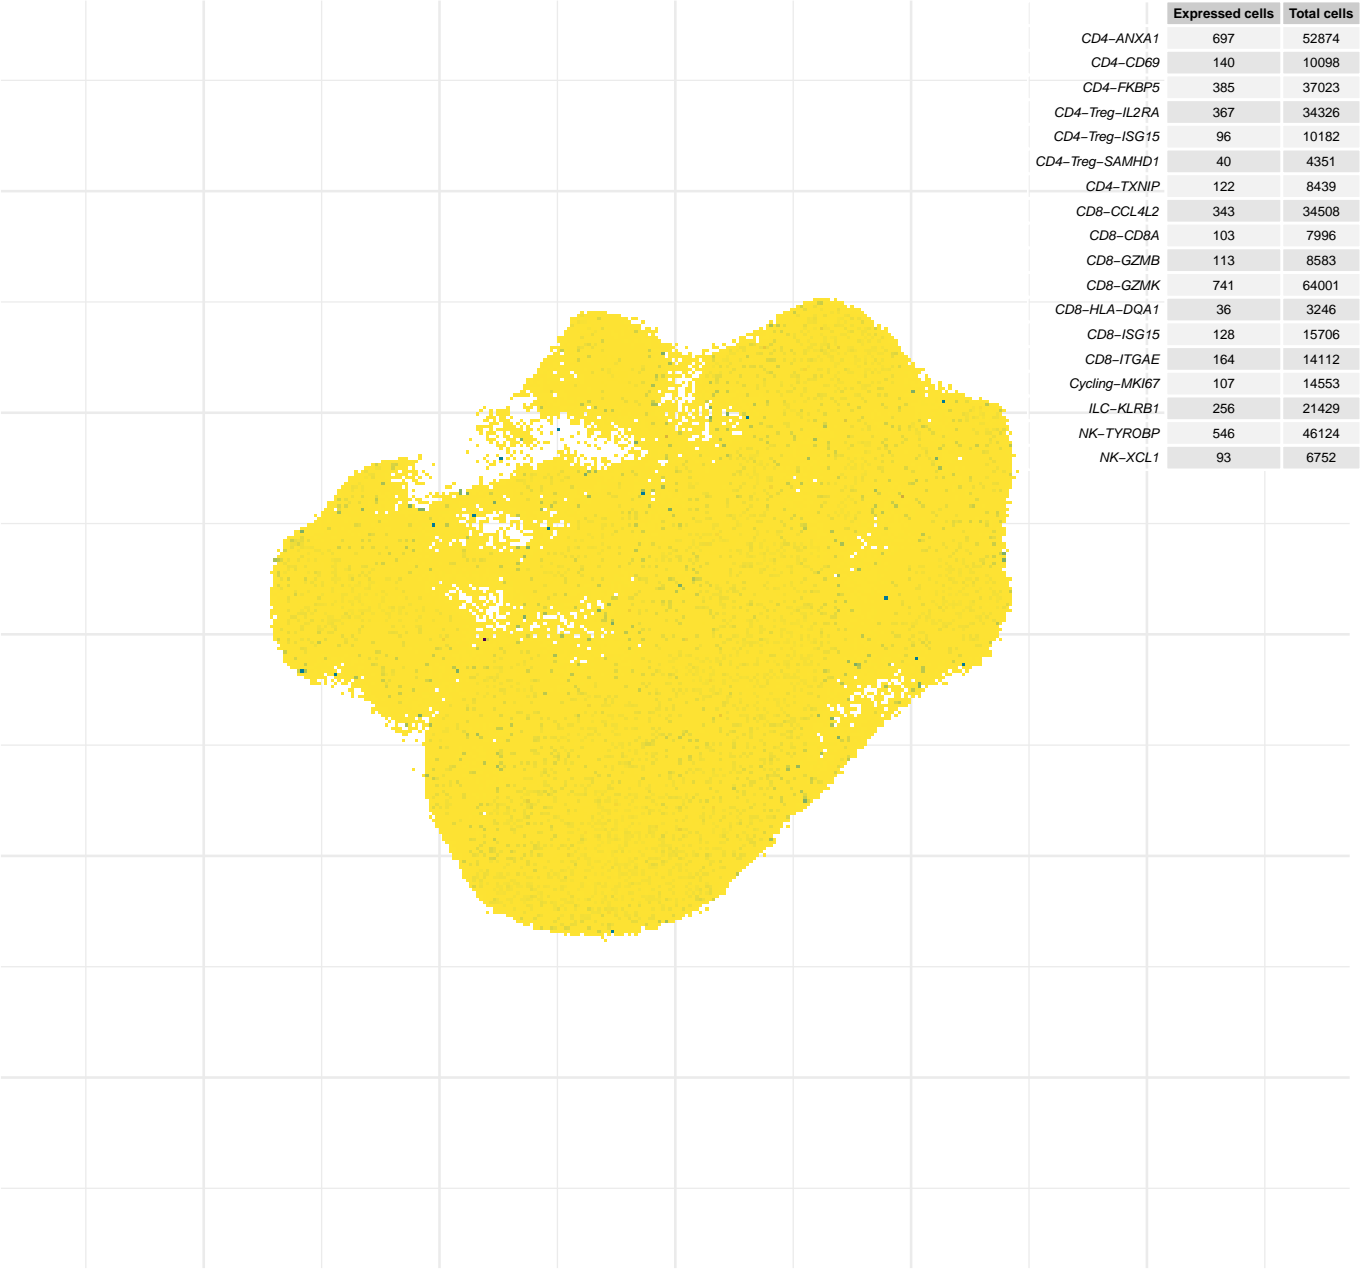 Expressed cells Total cells
CD4−ANXA1 697 52874
CD4−CD69 140 10098
CD4−FKBP5 385 37023
CD4−Treg−IL2RA 367 34326
CD4−Treg−ISG15 96 10182
CD4−Treg−SAMHD1 40 4351
CD4−TXNIP 122 8439
CD8−CCL4L2 343 34508
CD8−CD8A 103 7996
CD8−GZMB 113 8583
CD8−GZMK 741 64001
CD8−HLA−DQA1 36 3246
CD8−ISG15 128 15706
CD8−ITGAE 164 14112
Cycling−MKI67 107 14553
ILC−KLRB1 256 21429
NK−TYROBP 546 46124
NK−XCL1 93 6752